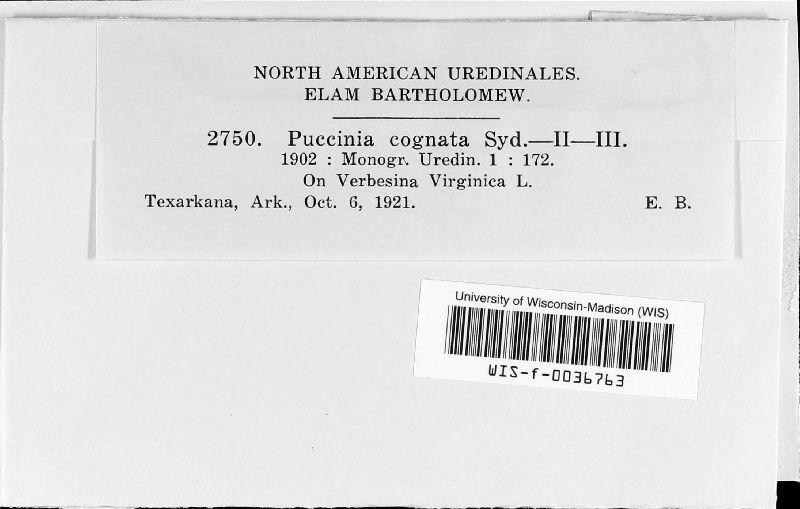 NORTH AMERICAN UREDINALES.
ELAM BARTHOLOMEW.
2750. Puccinia cognata Syd.—II—III.
1902 : Monogr. Uredin. 1 : 172.
On Verbesina Virginica L.
Texarkana, Ark., Oct. 6, 1921. E. B.
University of Wisconsin-Madison (WIS)
WIS-f-0036763